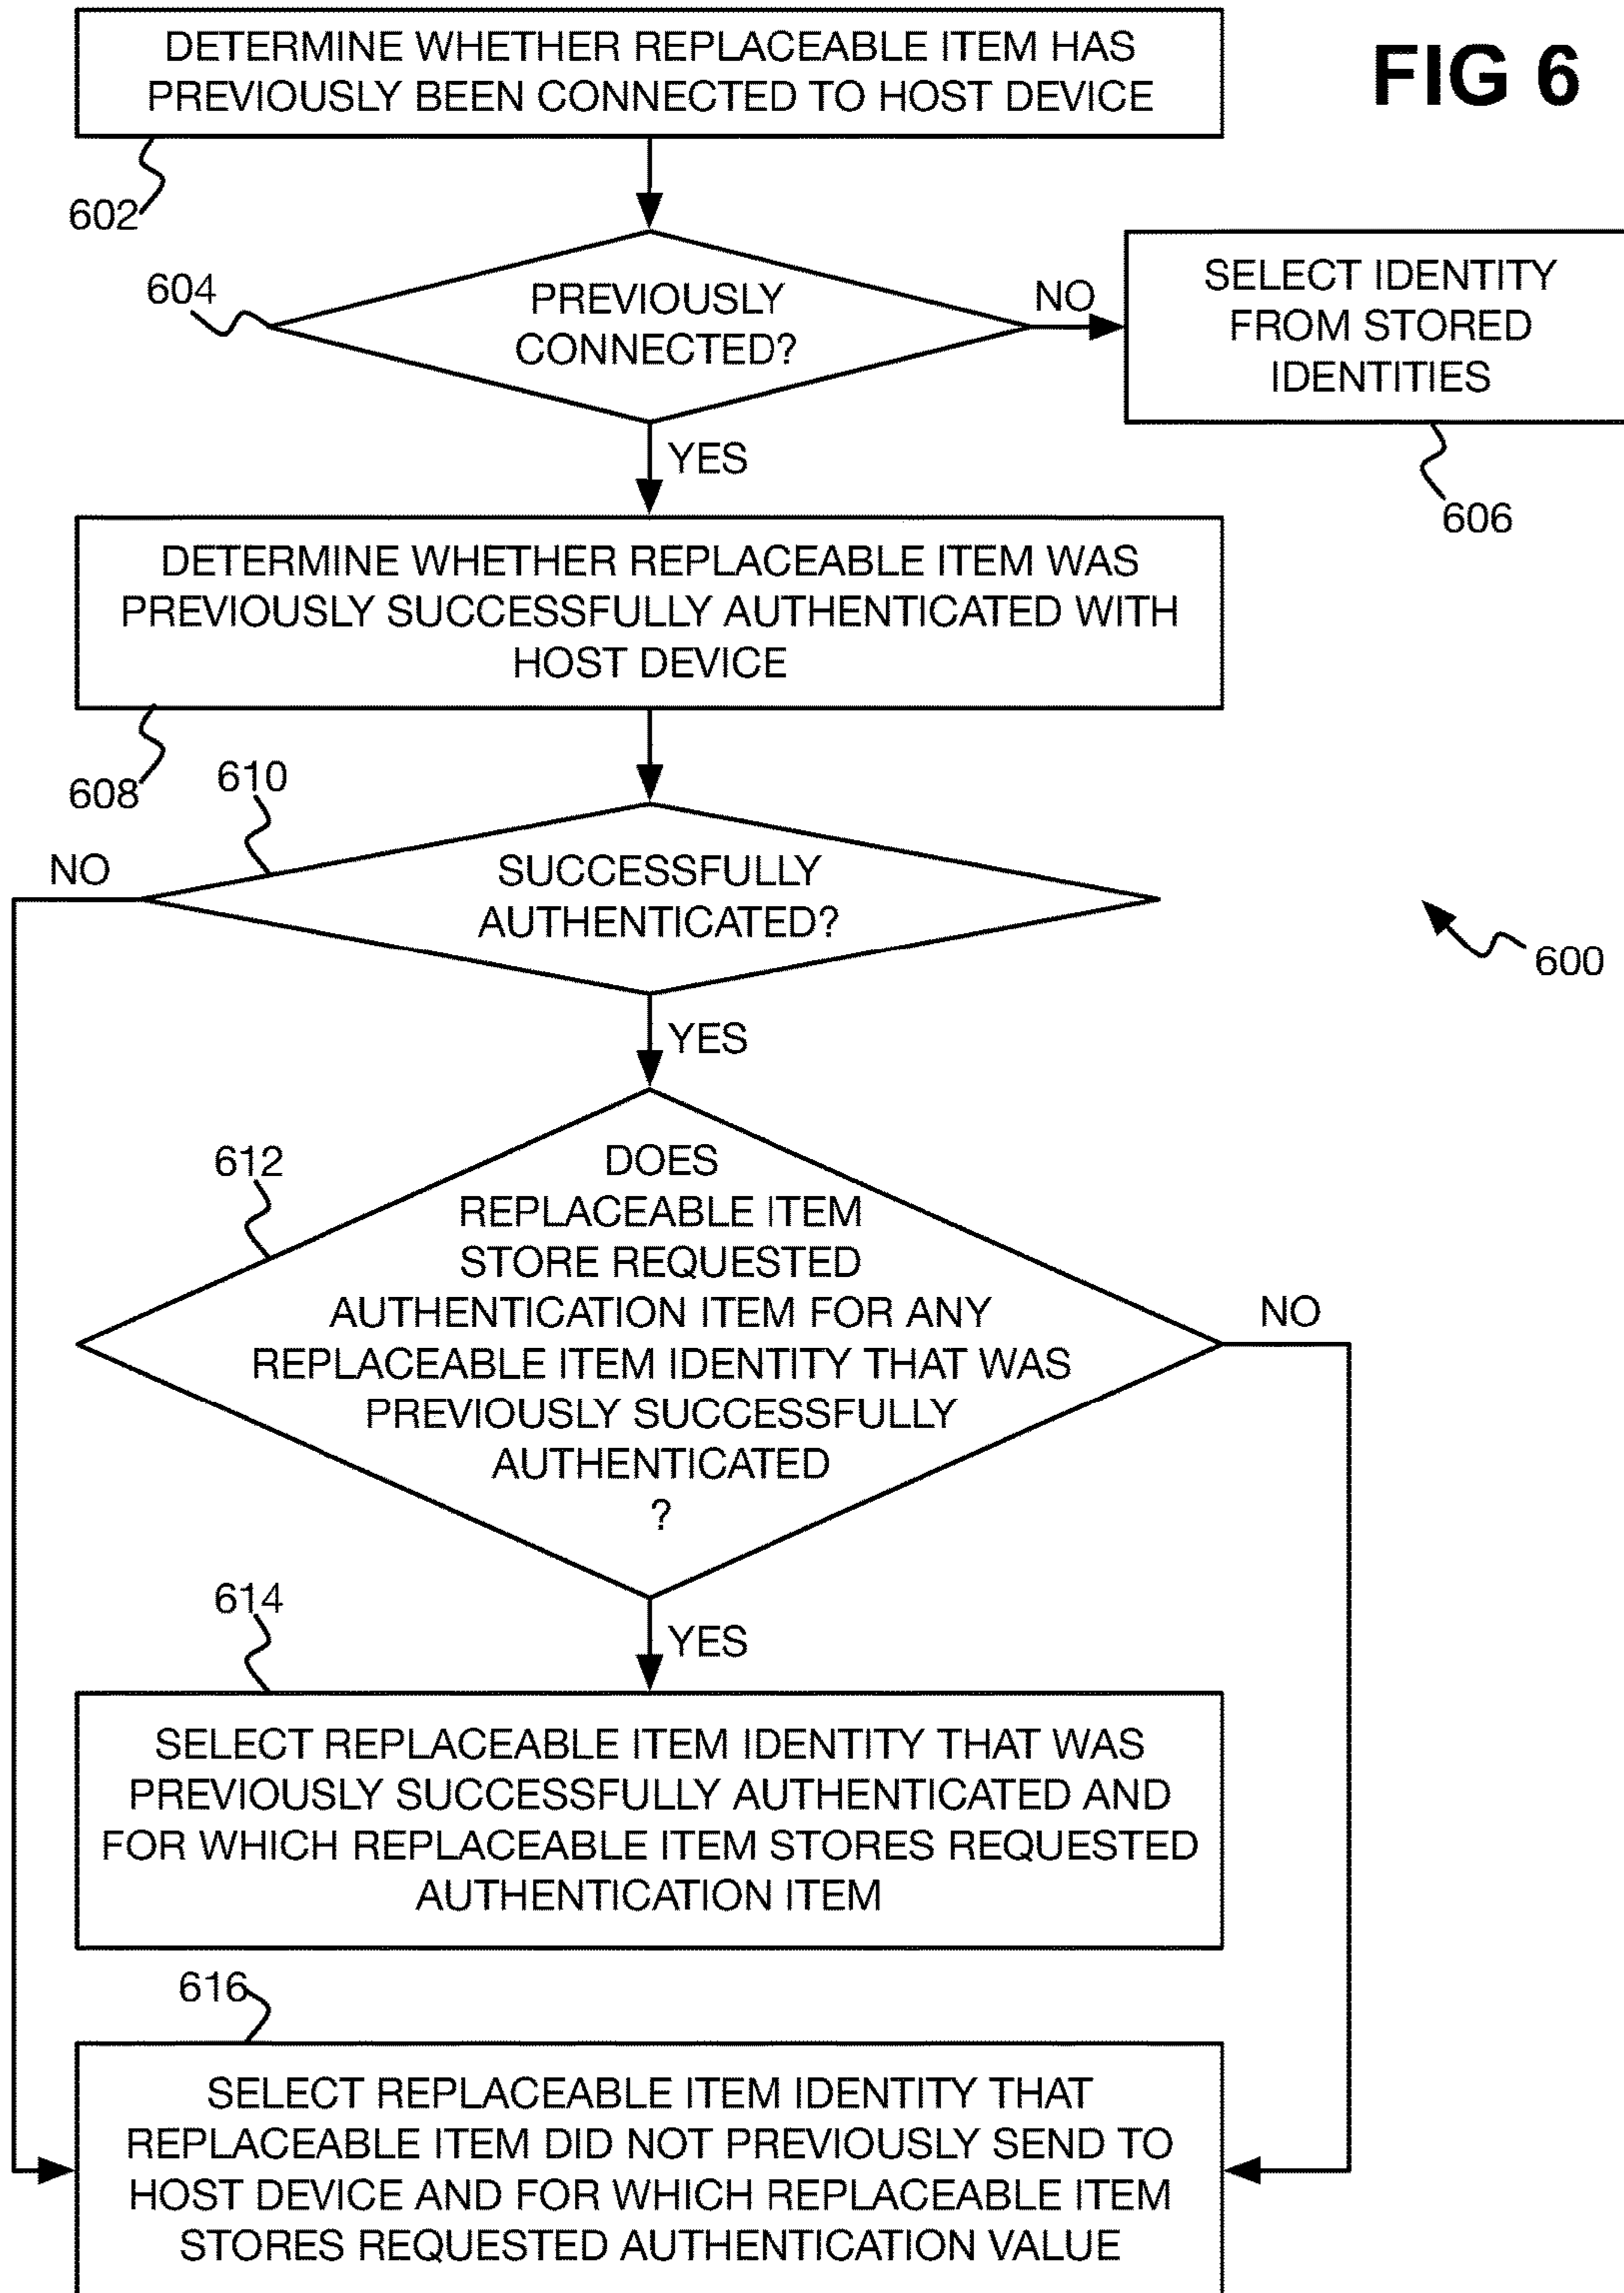 DETERMINE WHETHER REPLACEABLE ITEM HAS
PREVIOUSLY BEEN CONNECTED TO HOST DEVICE
FIG 6
602
604
PREVIOUSLY
CONNECTED?
NO
SELECT IDENTITY
FROM STORED
IDENTITIES
606
YES
DETERMINE WHETHER REPLACEABLE ITEM WAS
PREVIOUSLY SUCCESSFULLY AUTHENTICATED WITH
HOST DEVICE
608
610
NO
SUCCESSFULLY
AUTHENTICATED?
600
YES
612
DOES
REPLACEABLE ITEM
STORE REQUESTED
AUTHENTICATION ITEM FOR ANY
REPLACEABLE ITEM IDENTITY THAT WAS
PREVIOUSLY SUCCESSFULLY
AUTHENTICATED
?
NO
614
YES
SELECT REPLACEABLE ITEM IDENTITY THAT WAS
PREVIOUSLY SUCCESSFULLY AUTHENTICATED AND
FOR WHICH REPLACEABLE ITEM STORES REQUESTED
AUTHENTICATION ITEM
616
SELECT REPLACEABLE ITEM IDENTITY THAT
REPLACEABLE ITEM DID NOT PREVIOUSLY SEND TO
HOST DEVICE AND FOR WHICH REPLACEABLE ITEM
STORES REQUESTED AUTHENTICATION VALUE